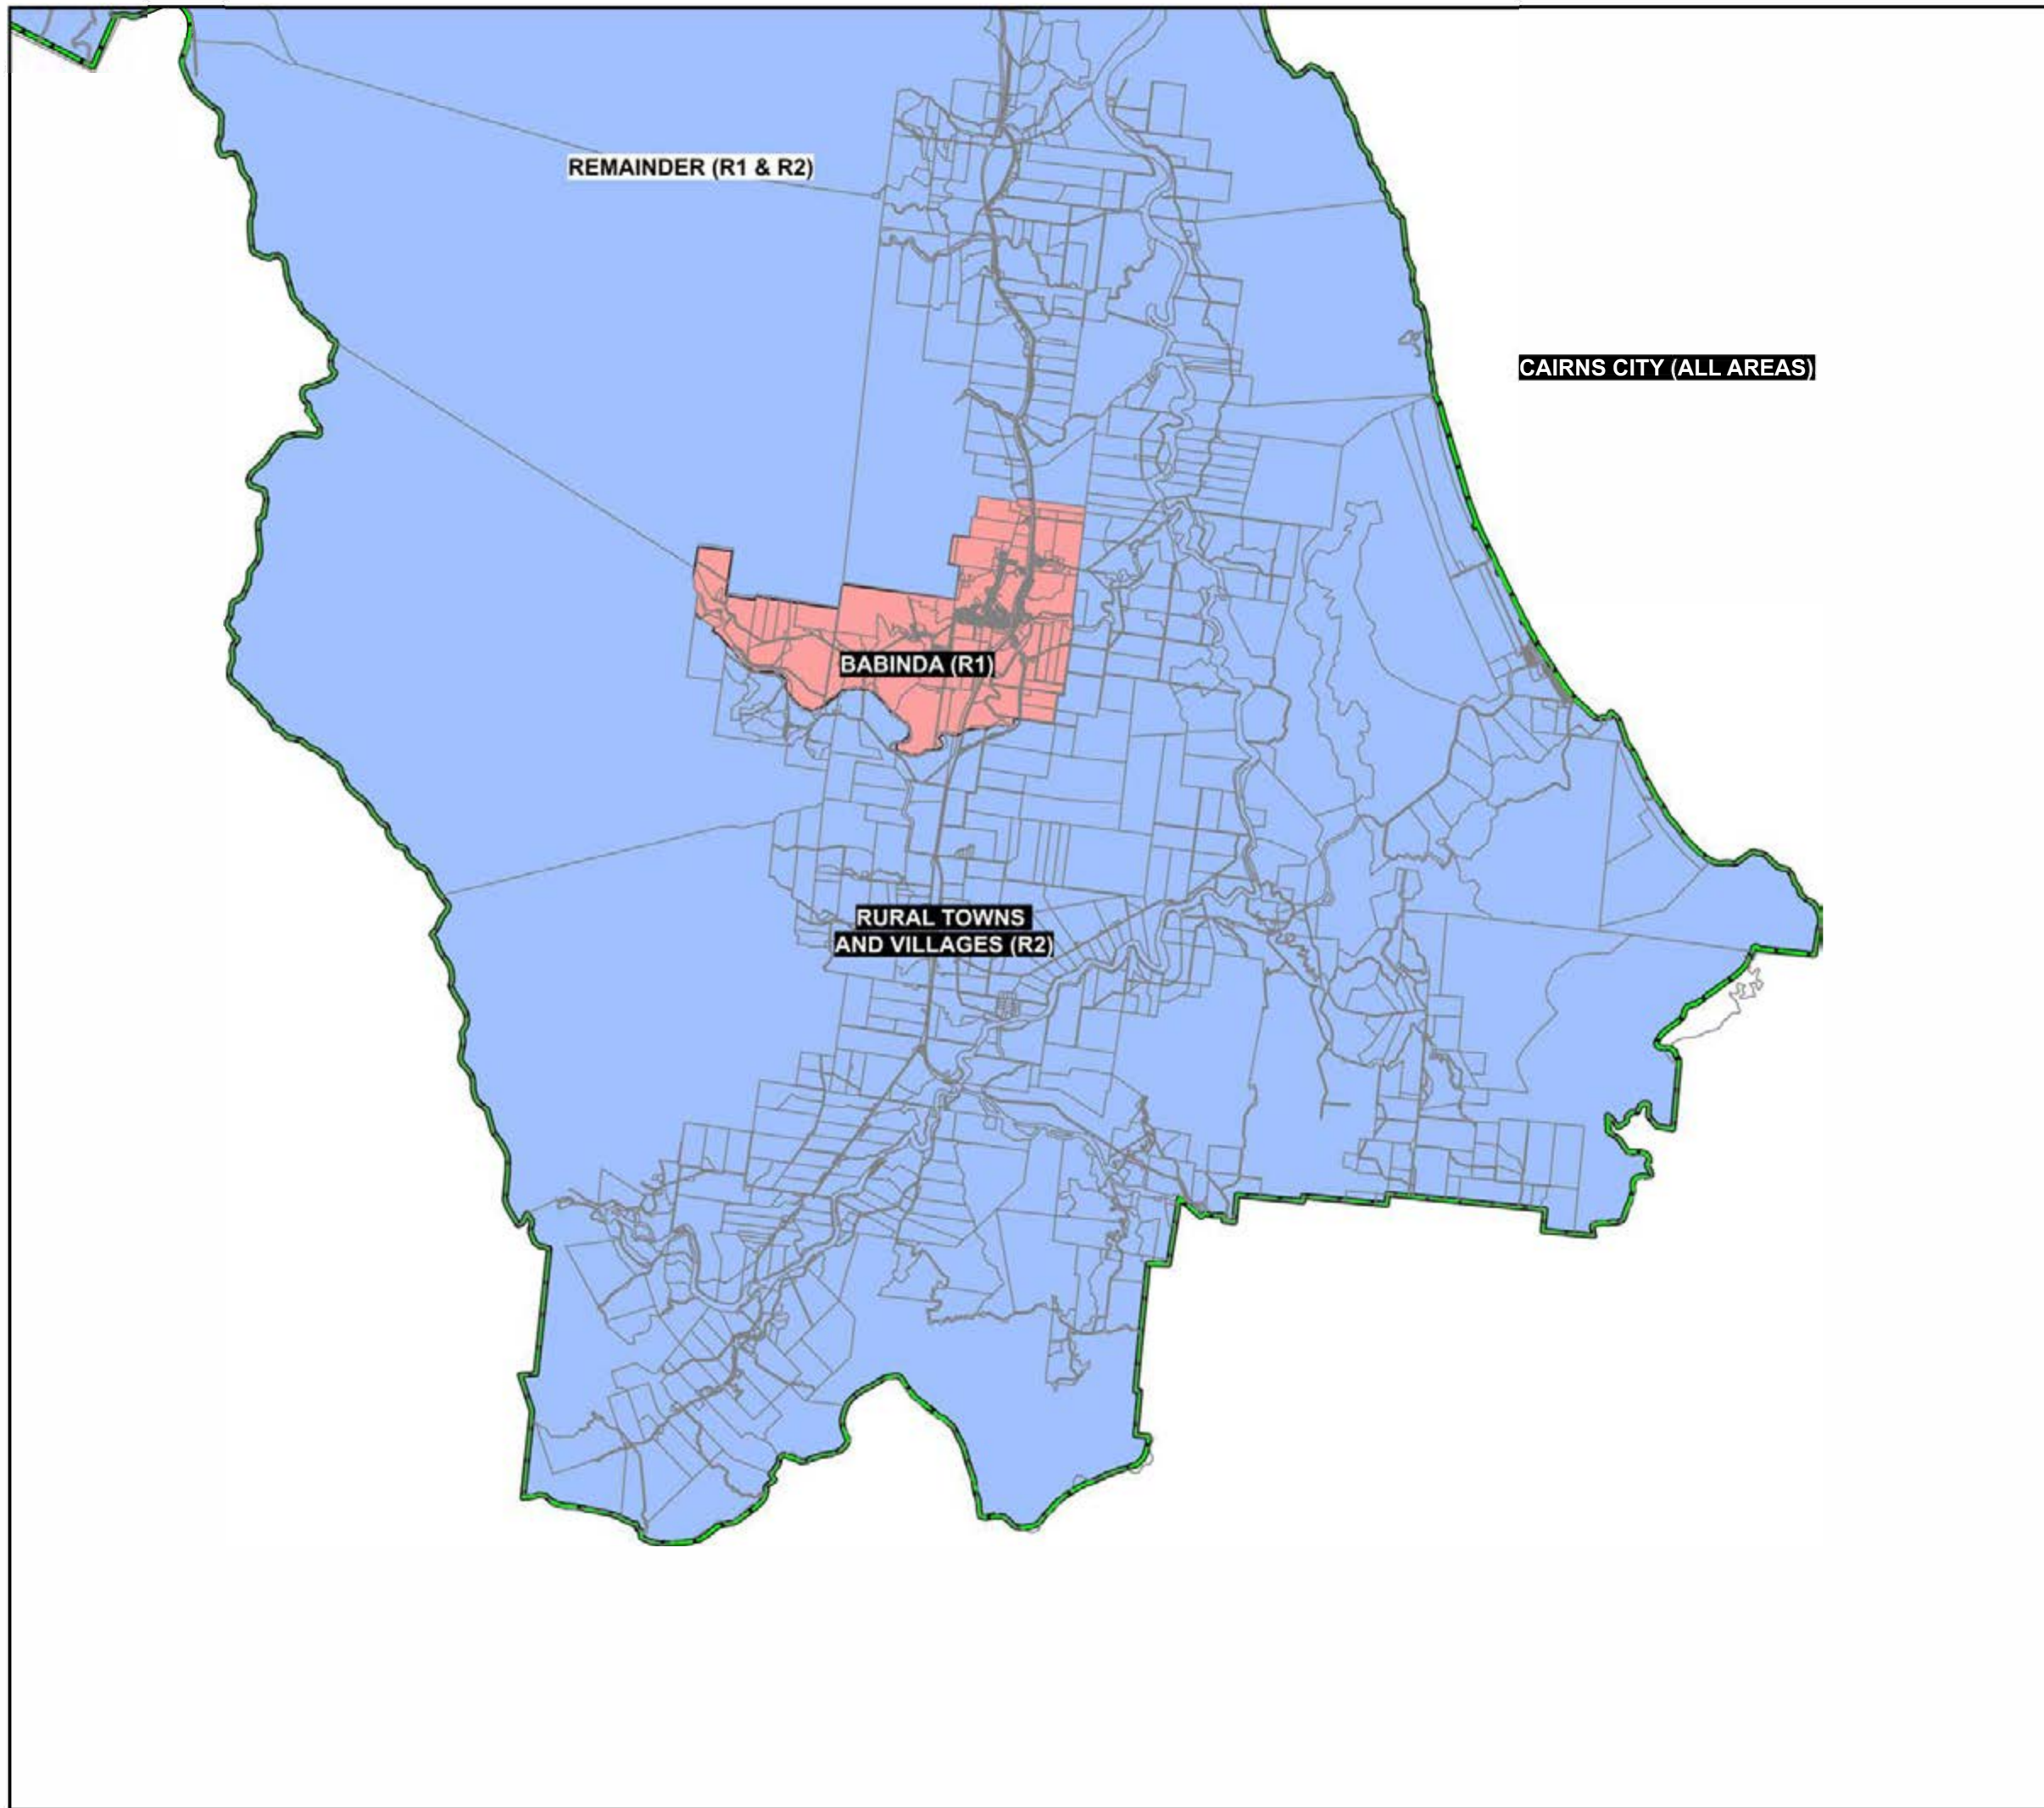 REMAINDER (R1 & R2)
CAIRNS CITY (ALL AREAS)
BABINDA (R1)
RURAL TOWNS
AND VILLAGES (R2)